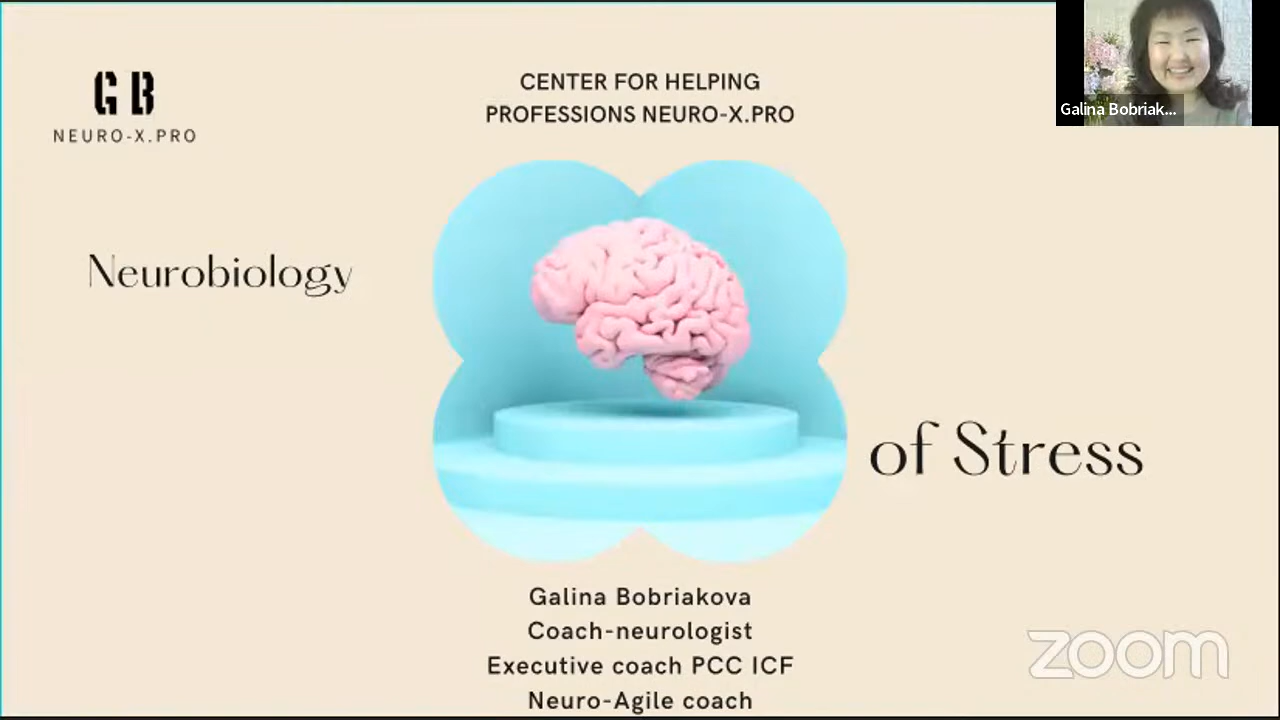 G B
NEURO-X.PRO
CENTER FOR HELPING
PROFESSIONS NEURO-X.PRO
Galina Bobriak...
Neurobiology
of Stress
Galina Bobriakova
Coach-neurologist
Executive coach PCC ICF
Neuro-Agile coach
zoom